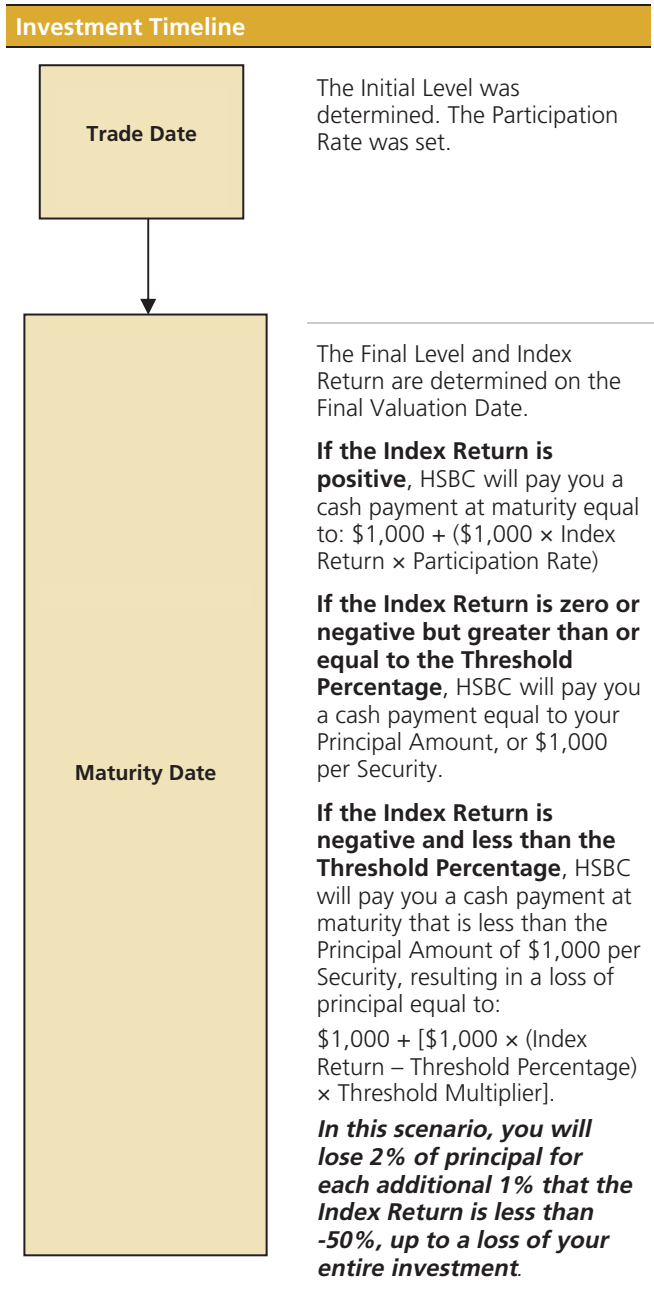 Investment Timeline
Trade Date
The Initial Level was
determined. The Participation
Rate was set.
Maturity Date
The Final Level and Index
Return are determined on the
Final Valuation Date.
If the Index Return is
positive, HSBC will pay you a
cash payment at maturity equal
to: $1,000 + ($1,000 × Index
Return × Participation Rate)
If the Index Return is zero or
negative but greater than or
equal to the Threshold
Percentage, HSBC will pay you
a cash payment equal to your
Principal Amount, or $1,000
per Security.
If the Index Return is
negative and less than the
Threshold Percentage, HSBC
will pay you a cash payment at
maturity that is less than the
Principal Amount of $1,000 per
Security, resulting in a loss of
principal equal to:
$1,000 + [$1,000 × (Index
Return – Threshold Percentage)
× Threshold Multiplier].
In this scenario, you will
lose 2% of principal for
each additional 1% that the
Index Return is less than
-50%, up to a loss of your
entire investment.